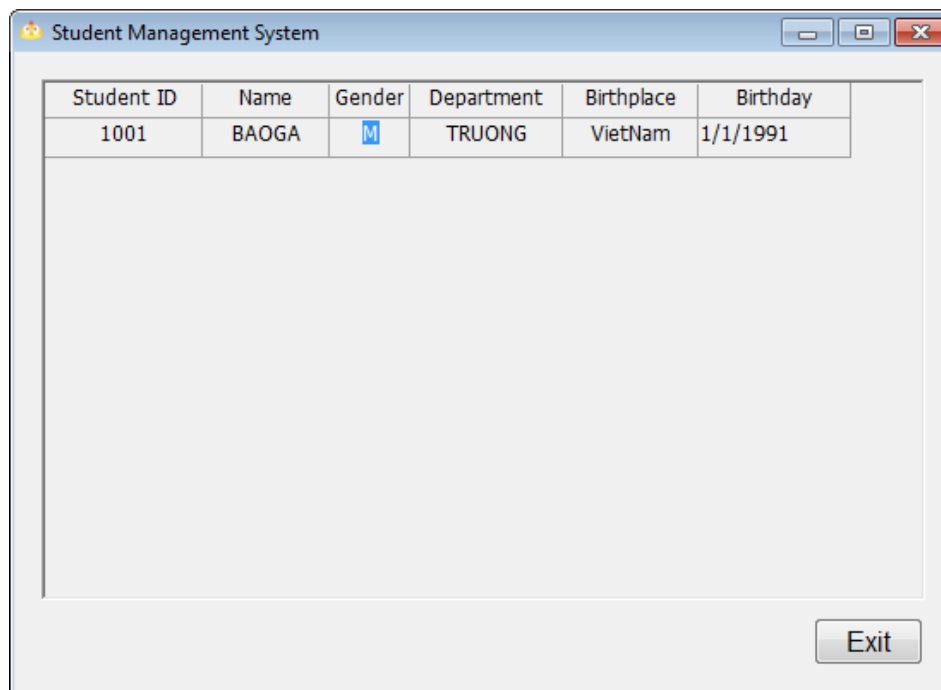 Student Management System
Student ID Name Gender Department Birthplace Birthday
1001 BAOGA M TRUONG VietNam 1/1/1991
Exit